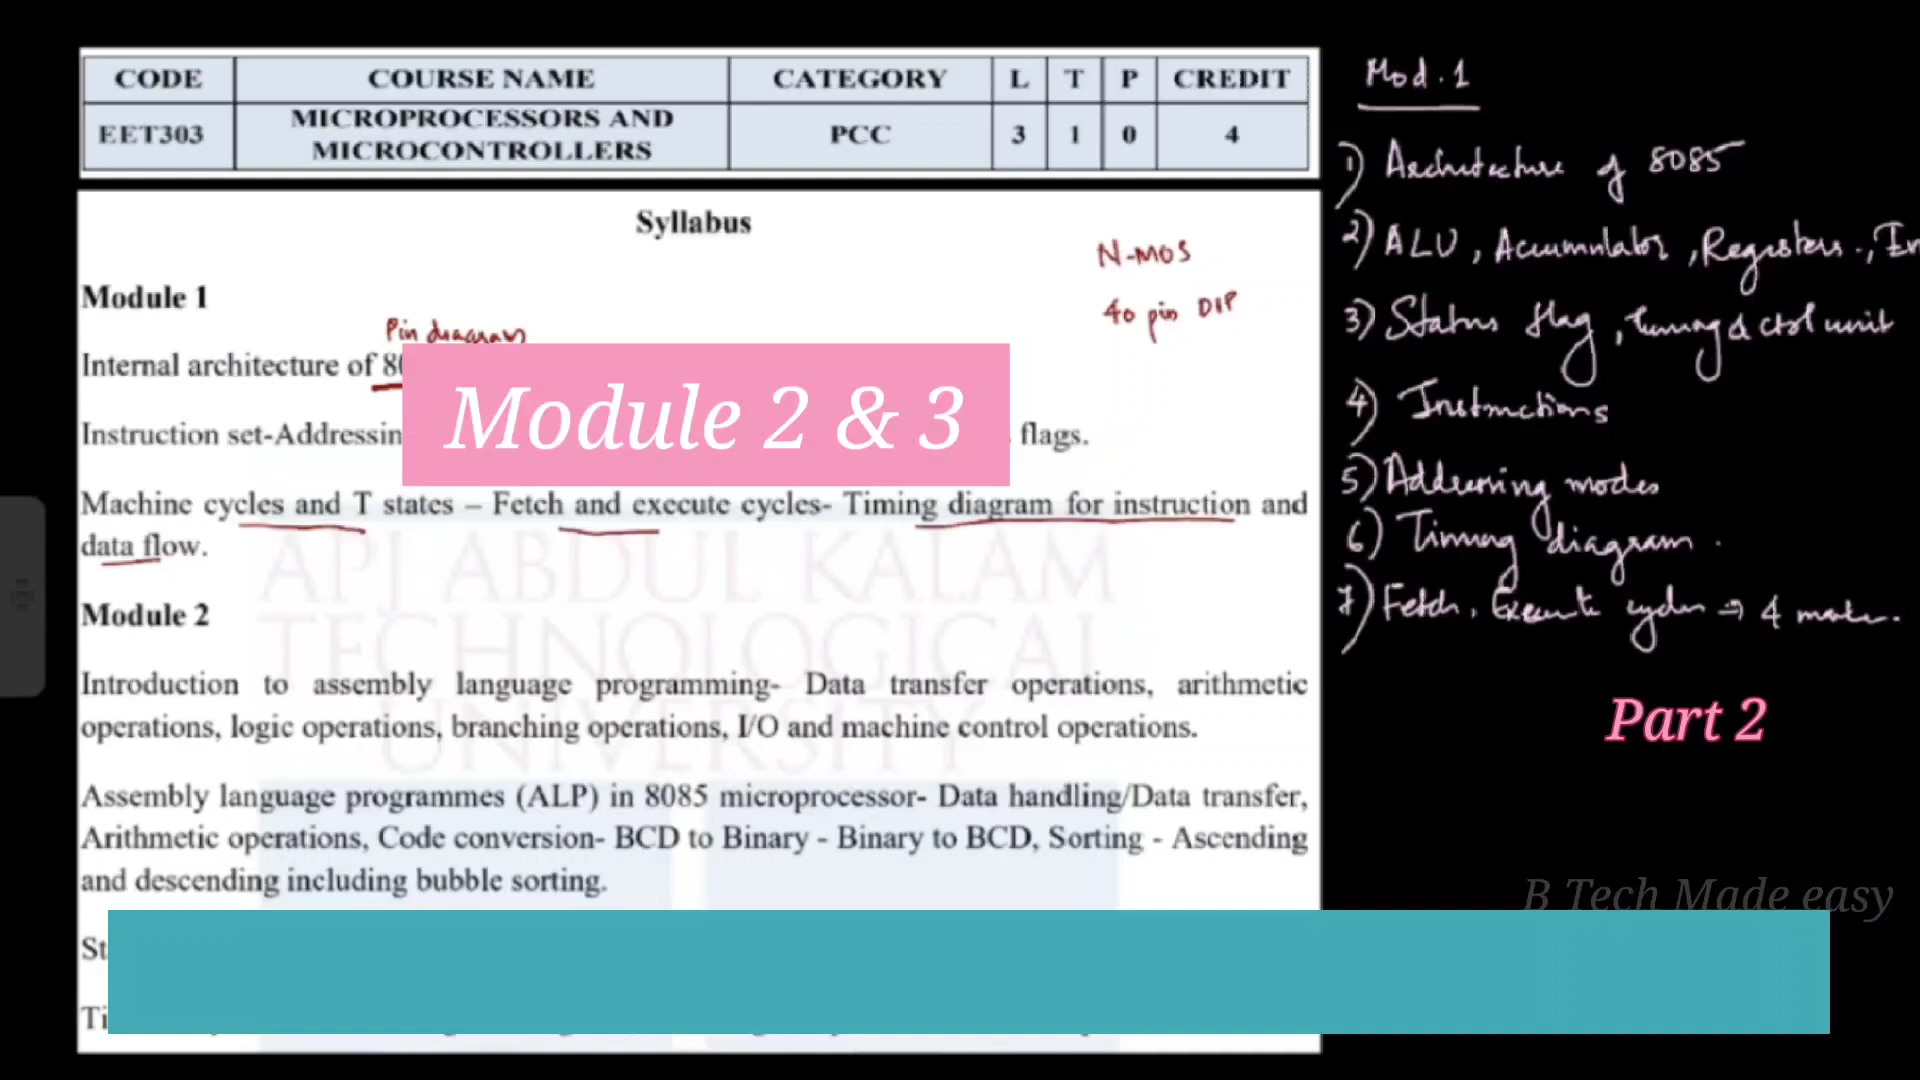 CODE COURSE NAME CATEGORY L T P CREDIT
EET303 MICROPROCESSORS AND MICROCONTROLLERS PCC 3 1 0 4
Syllabus
N-MOS
40 pin DIP
Module 1
Pin diagram
Internal architecture of
Module 2 & 3
Instruction set- flags.
Machine cycles and T states – Fetch and execute cycles- Timing diagram for instruction and
data flow.
APJ ABDUL KALAM
TECHNOLOGICAL
UNIVERSITY
Module 2
Introduction to assembly language programming- Data transfer operations, arithmetic
operations, logic operations, branching operations, I/O and machine control operations.
Assembly language programmes (ALP) in 8085 microprocessor- Data handling/Data transfer,
Arithmetic operations, Code conversion- BCD to Binary - Binary to BCD, Sorting - Ascending
and descending including bubble sorting.
Mod. 1
1) Architecture of 8085
2) ALU, Accumulator, Registers.,
3) Status flag, timing & ctrl unit
4) Instructions
5) Addressing modes
6) Timing diagram.
7) Fetch, Execute cycles → 4 marks.
Part 2
B Tech Made easy